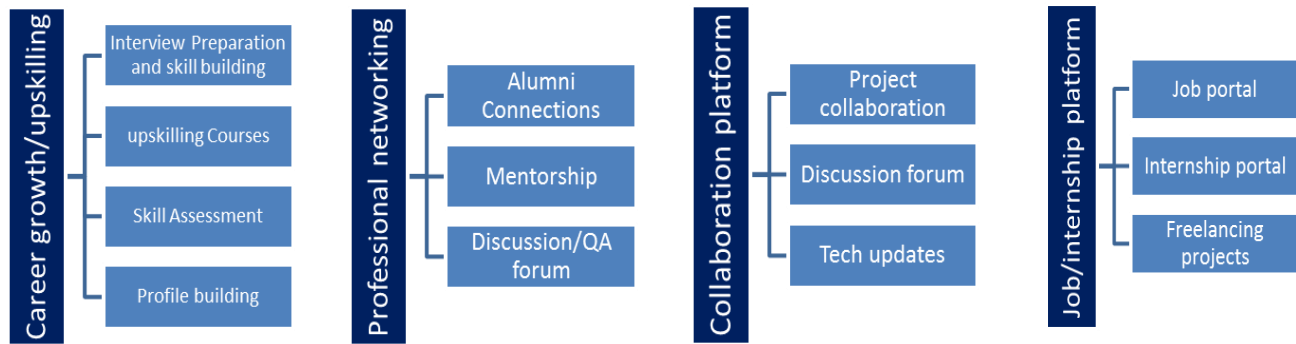 Career growth/upskilling
Interview Preparation
and skill building
upskilling Courses
Skill Assessment
Profile building
Professional networking
Alumni
Connections
Mentorship
Discussion/QA
forum
Collaboration platform
Project
collaboration
Discussion forum
Tech updates
Job/internship platform
Job portal
Internship portal
Freelancing
projects